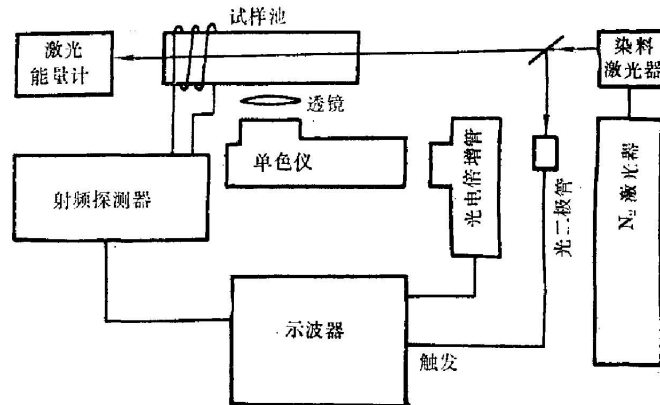 试样池
激光
能量计
染料
激光器
透镜
单色仪
射频探测器
光电倍增管
光二极管
N₂ 激光器
示波器
触发